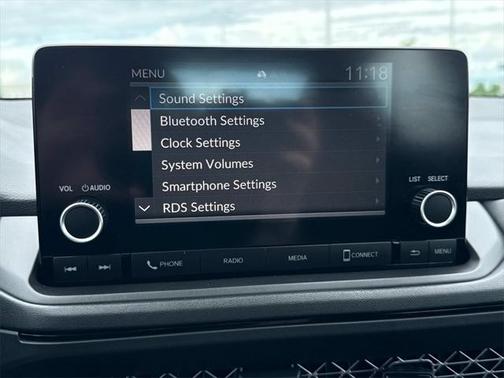 MENU 11:18
Sound Settings
Bluetooth Settings
Clock Settings
System Volumes
Smartphone Settings
RDS Settings
VOL AUDIO
LIST SELECT
PHONE RADIO MEDIA CONNECT MENU